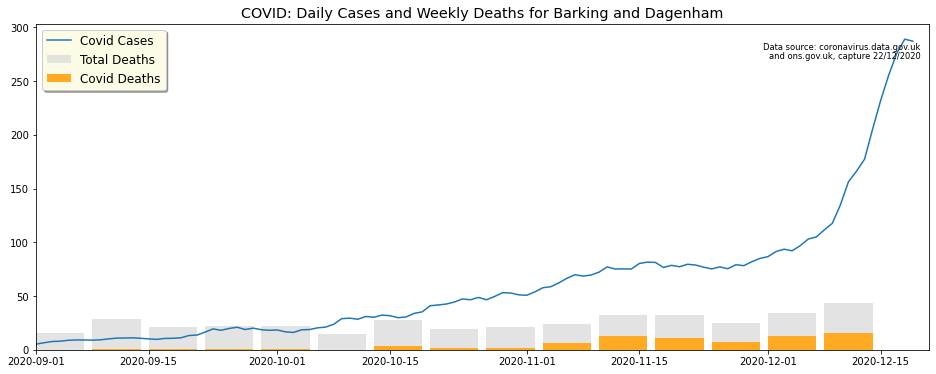 COVID: Daily Cases and Weekly Deaths for Barking and Dagenham
300
Covid Cases
Total Deaths
Covid Deaths
Data source: coronavirus.data.gov.uk
and ons.gov.uk, capture 22/12/2020
250
200
150
100
50
0
2020-09-01
2020-09-15
2020-10-01
2020-10-15
2020-11-01
2020-11-15
2020-12-01
2020-12-15